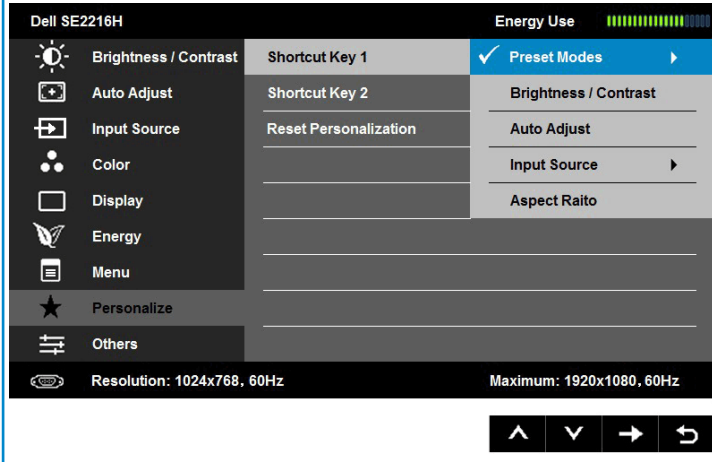 Dell SE2216H Energy Use
Brightness / Contrast Shortcut Key 1 Preset Modes
Auto Adjust Shortcut Key 2 Brightness / Contrast
Input Source Reset Personalization Auto Adjust
Color Input Source
Display Aspect Raito
Energy
Menu
Personalize
Others
Resolution: 1024x768, 60Hz Maximum: 1920x1080, 60Hz